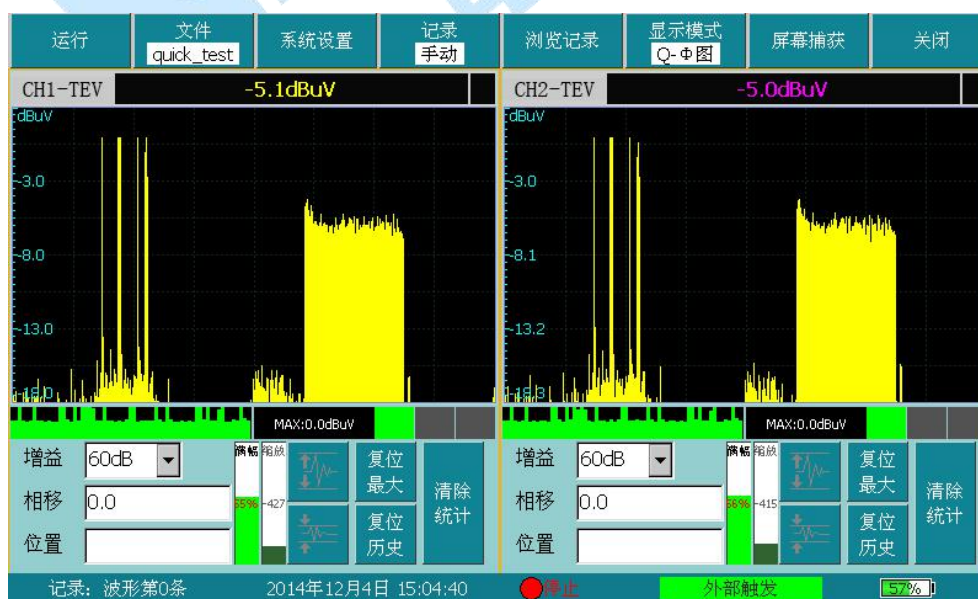 运行
文件
quick_test
系统设置
记录
手动
浏览记录
显示模式
Q-Φ图
屏幕捕获
关闭
CH1-TEV
-5.1dBuV
CH2-TEV
-5.0dBuV
dBuV
-3.0
-8.0
-13.0
-18.0
dBuV
-3.0
-8.1
-13.2
-18.3
MAX:0.0dBuV
MAX:0.0dBuV
增益
60dB
相移
0.0
位置
满幅
55%
缩放
-427
复位
最大
复位
历史
清除
统计
增益
60dB
相移
0.0
位置
满幅
56%
缩放
-415
复位
最大
复位
历史
清除
统计
记录: 波形第0条
2014年12月4日 15:04:40
停止
外部触发
57%